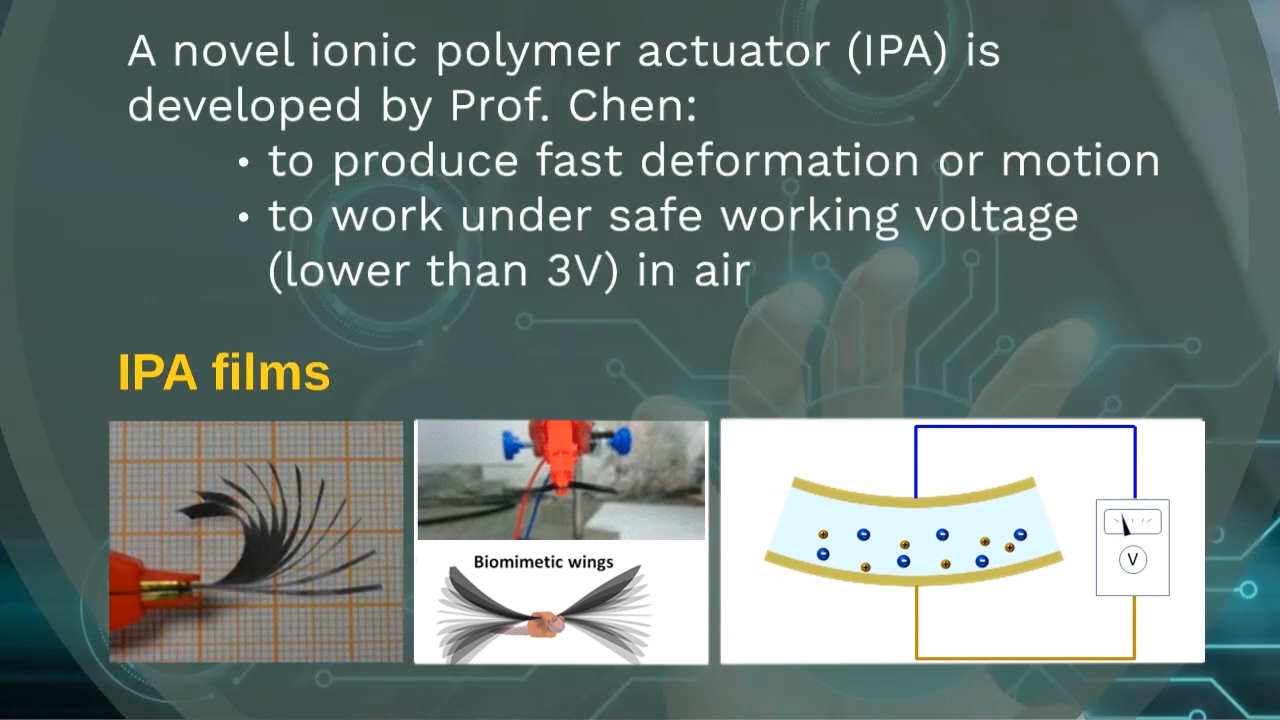 A novel ionic polymer actuator (IPA) is
developed by Prof. Chen:
• to produce fast deformation or motion
• to work under safe working voltage
(lower than 3V) in air
IPA films
Biomimetic wings
V